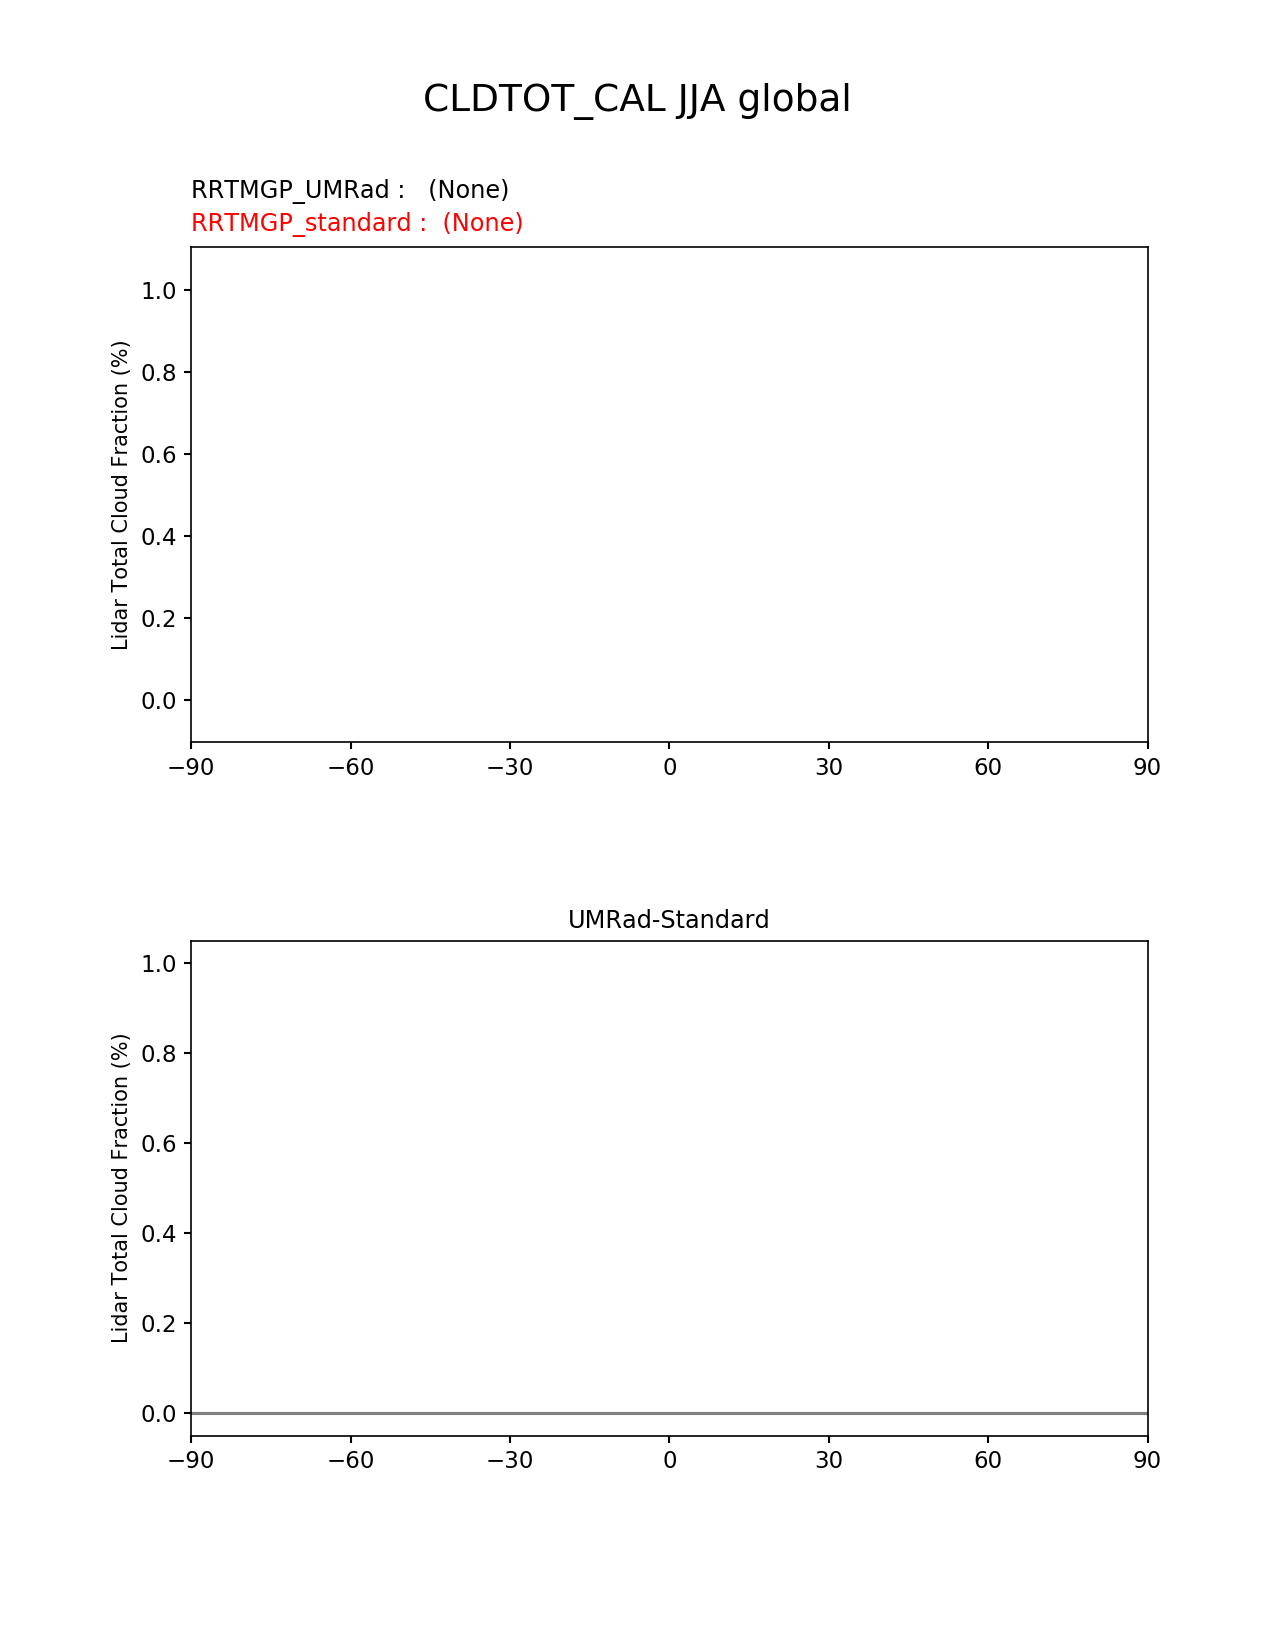 CLDTOT_CAL JJA global
RRTMGP_UMRad :   (None)
RRTMGP_standard :  (None)
Lidar Total Cloud Fraction (%)
1.0
0.8
0.6
0.4
0.2
0.0
−90 −60 −30 0 30 60 90
UMRad-Standard
Lidar Total Cloud Fraction (%)
1.0
0.8
0.6
0.4
0.2
0.0
−90 −60 −30 0 30 60 90